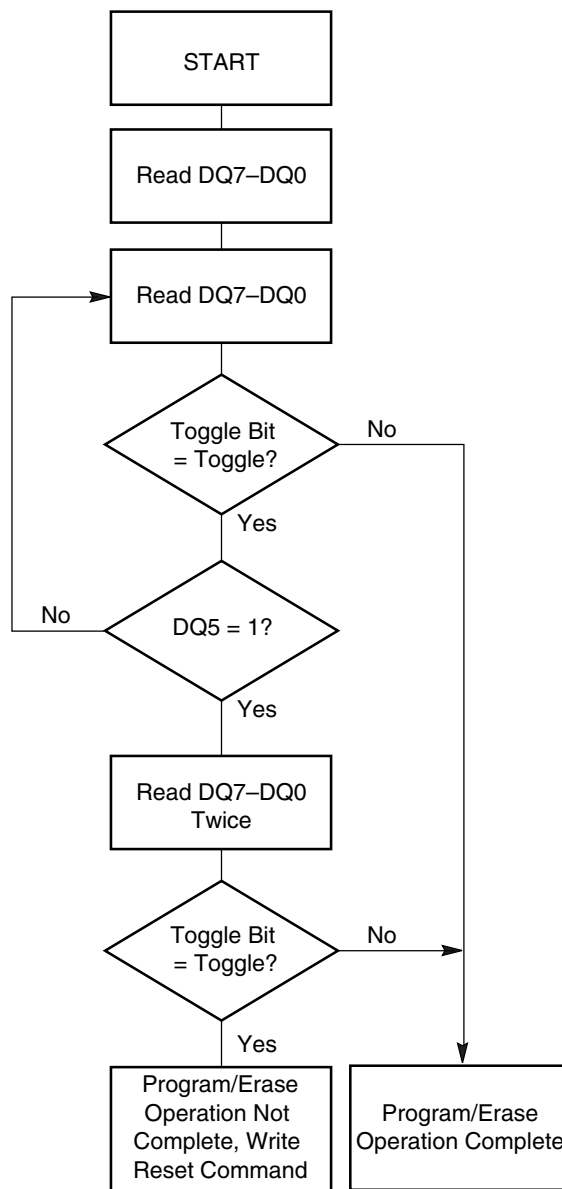 START
Read DQ7–DQ0
Read DQ7–DQ0
Toggle Bit
= Toggle?
No
Yes
No
DQ5 = 1?
Yes
Read DQ7–DQ0
Twice
Toggle Bit
= Toggle?
No
Yes
Program/Erase
Operation Not
Complete, Write
Reset Command
Program/Erase
Operation Complete